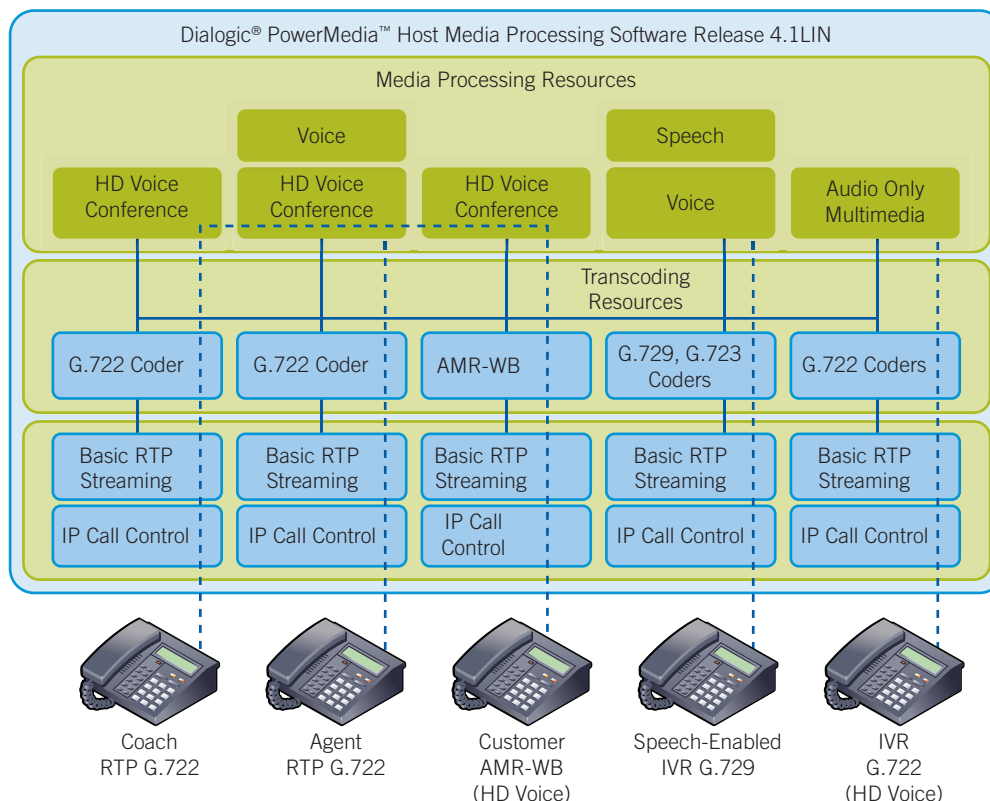 Dialogic® PowerMedia™ Host Media Processing Software Release 4.1LIN
Media Processing Resources
Voice
Speech
HD Voice
Conference
HD Voice
Conference
HD Voice
Conference
Voice
Audio Only
Multimedia
Transcoding
Resources
G.722 Coder
G.722 Coder
AMR-WB
G.729, G.723
Coders
G.722 Coders
Basic RTP
Streaming
Basic RTP
Streaming
Basic RTP
Streaming
Basic RTP
Streaming
Basic RTP
Streaming
IP Call Control
IP Call Control
IP Call
Control
IP Call Control
IP Call Control
Coach
RTP G.722
Agent
RTP G.722
Customer
AMR-WB
(HD Voice)
Speech-Enabled
IVR G.729
IVR
G.722
(HD Voice)